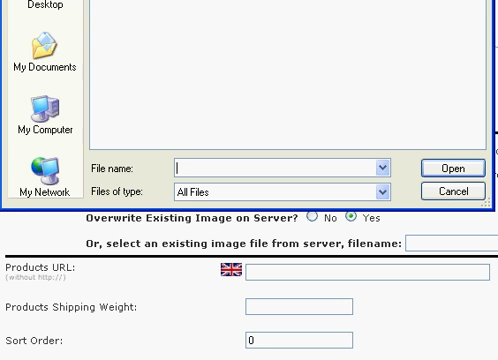 Desktop
My Documents
My Computer
File name:
Open
My Network
Files of type: All Files
Cancel
Overwrite Existing Image on Server? No Yes
Or, select an existing image file from server, filename:
Products URL:
(without http://)
Products Shipping Weight:
Sort Order: 0